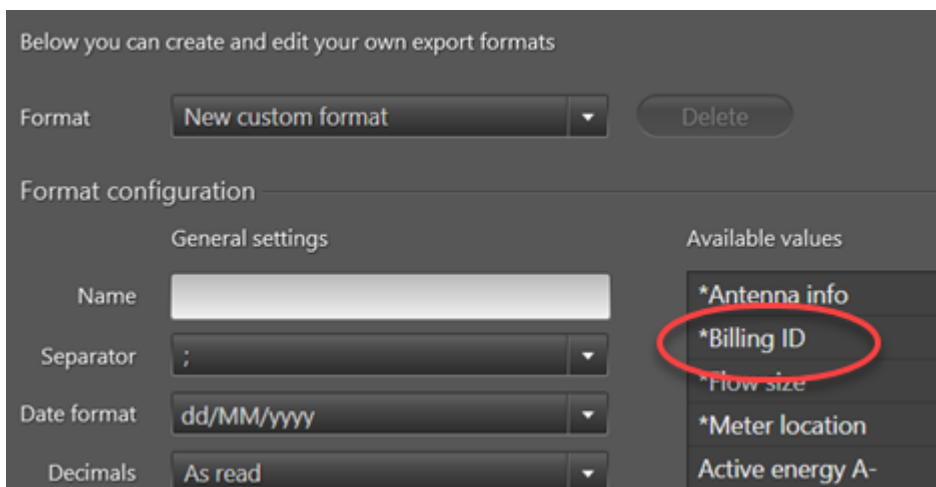 Below you can create and edit your own export formats
Format New custom format Delete
Format configuration
General settings Available values
Name *Antenna info
*Billing ID
Separator ;
*Flow size
Date format dd/MM/yyyy
*Meter location
Decimals As read Active energy A-